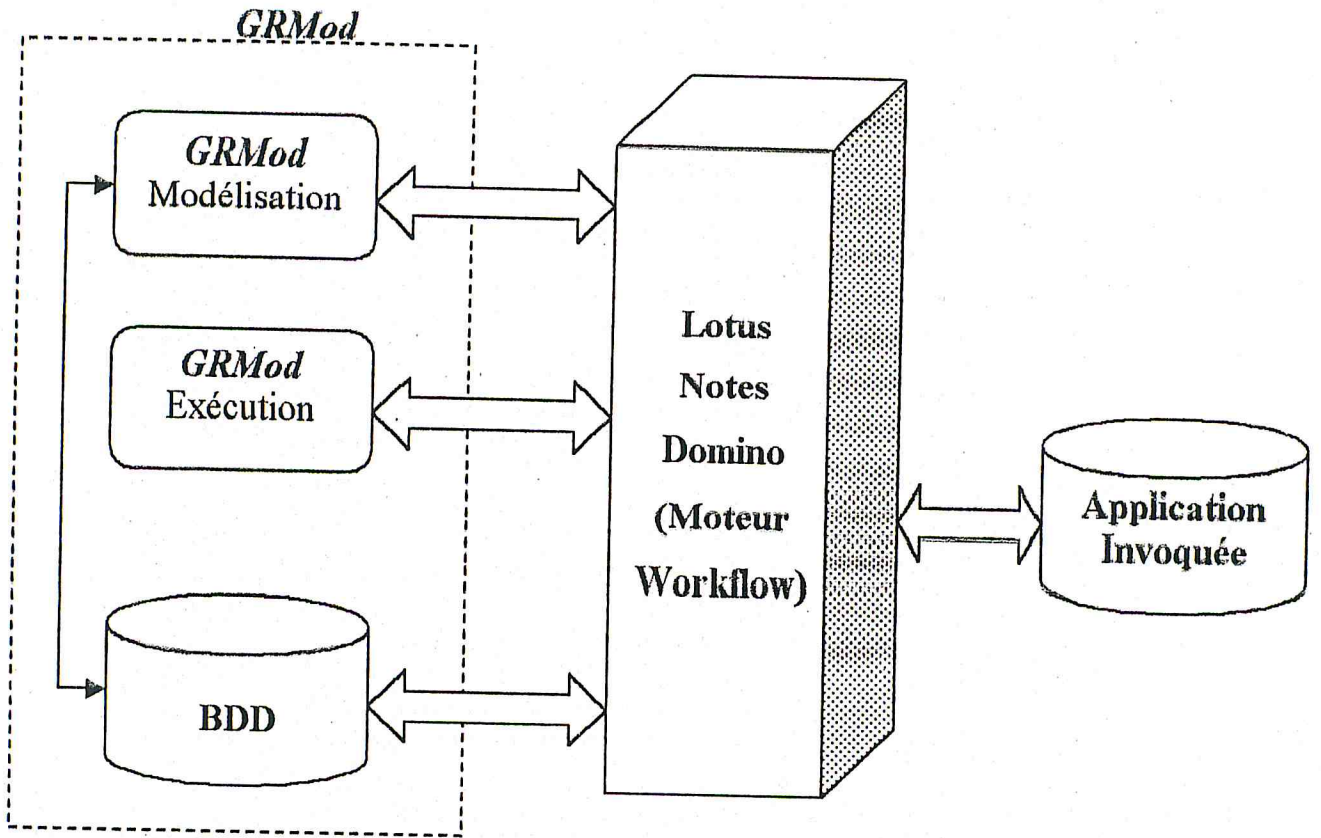 GRMod
GRMod
Modélisation
GRMod
Exécution
BDD
Lotus
Notes
Domino
(Moteur
Workflow)
Application
Invoquée